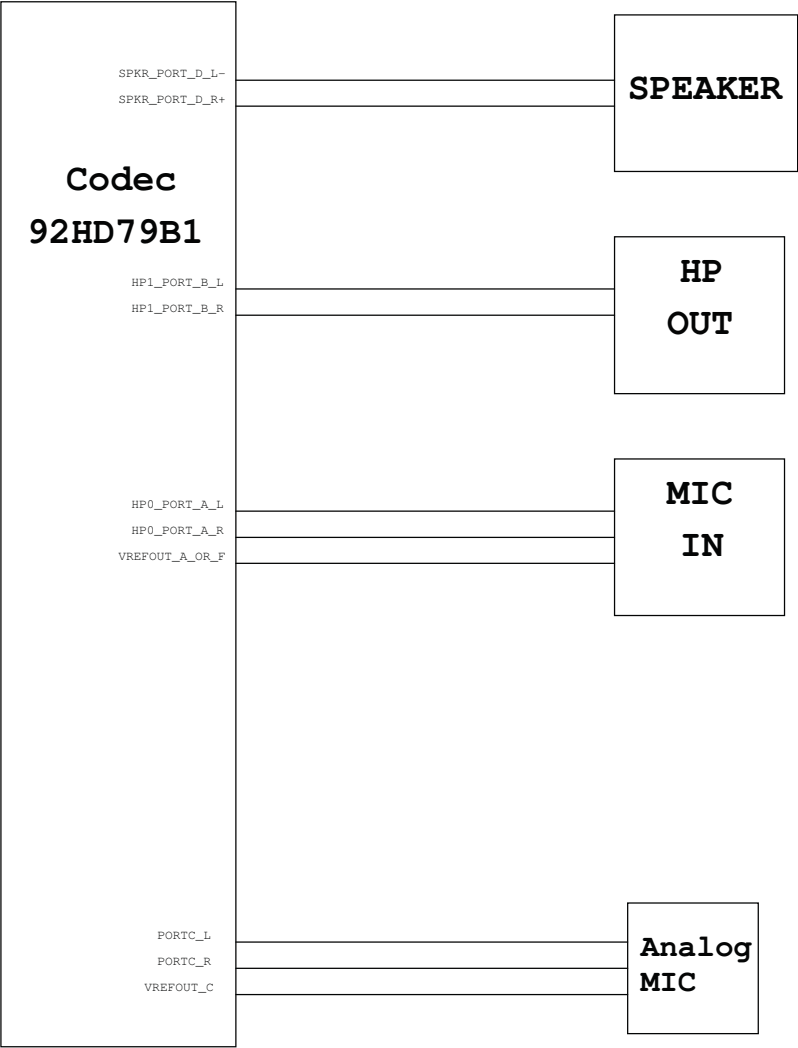 SPKR_PORT_D_L-
SPKR_PORT_D_R+
SPEAKER
Codec
92HD79B1
HP1_PORT_B_L
HP1_PORT_B_R
HP
OUT
HP0_PORT_A_L
HP0_PORT_A_R
VREFOUT_A_OR_F
MIC
IN
PORTC_L
PORTC_R
VREFOUT_C
Analog
MIC